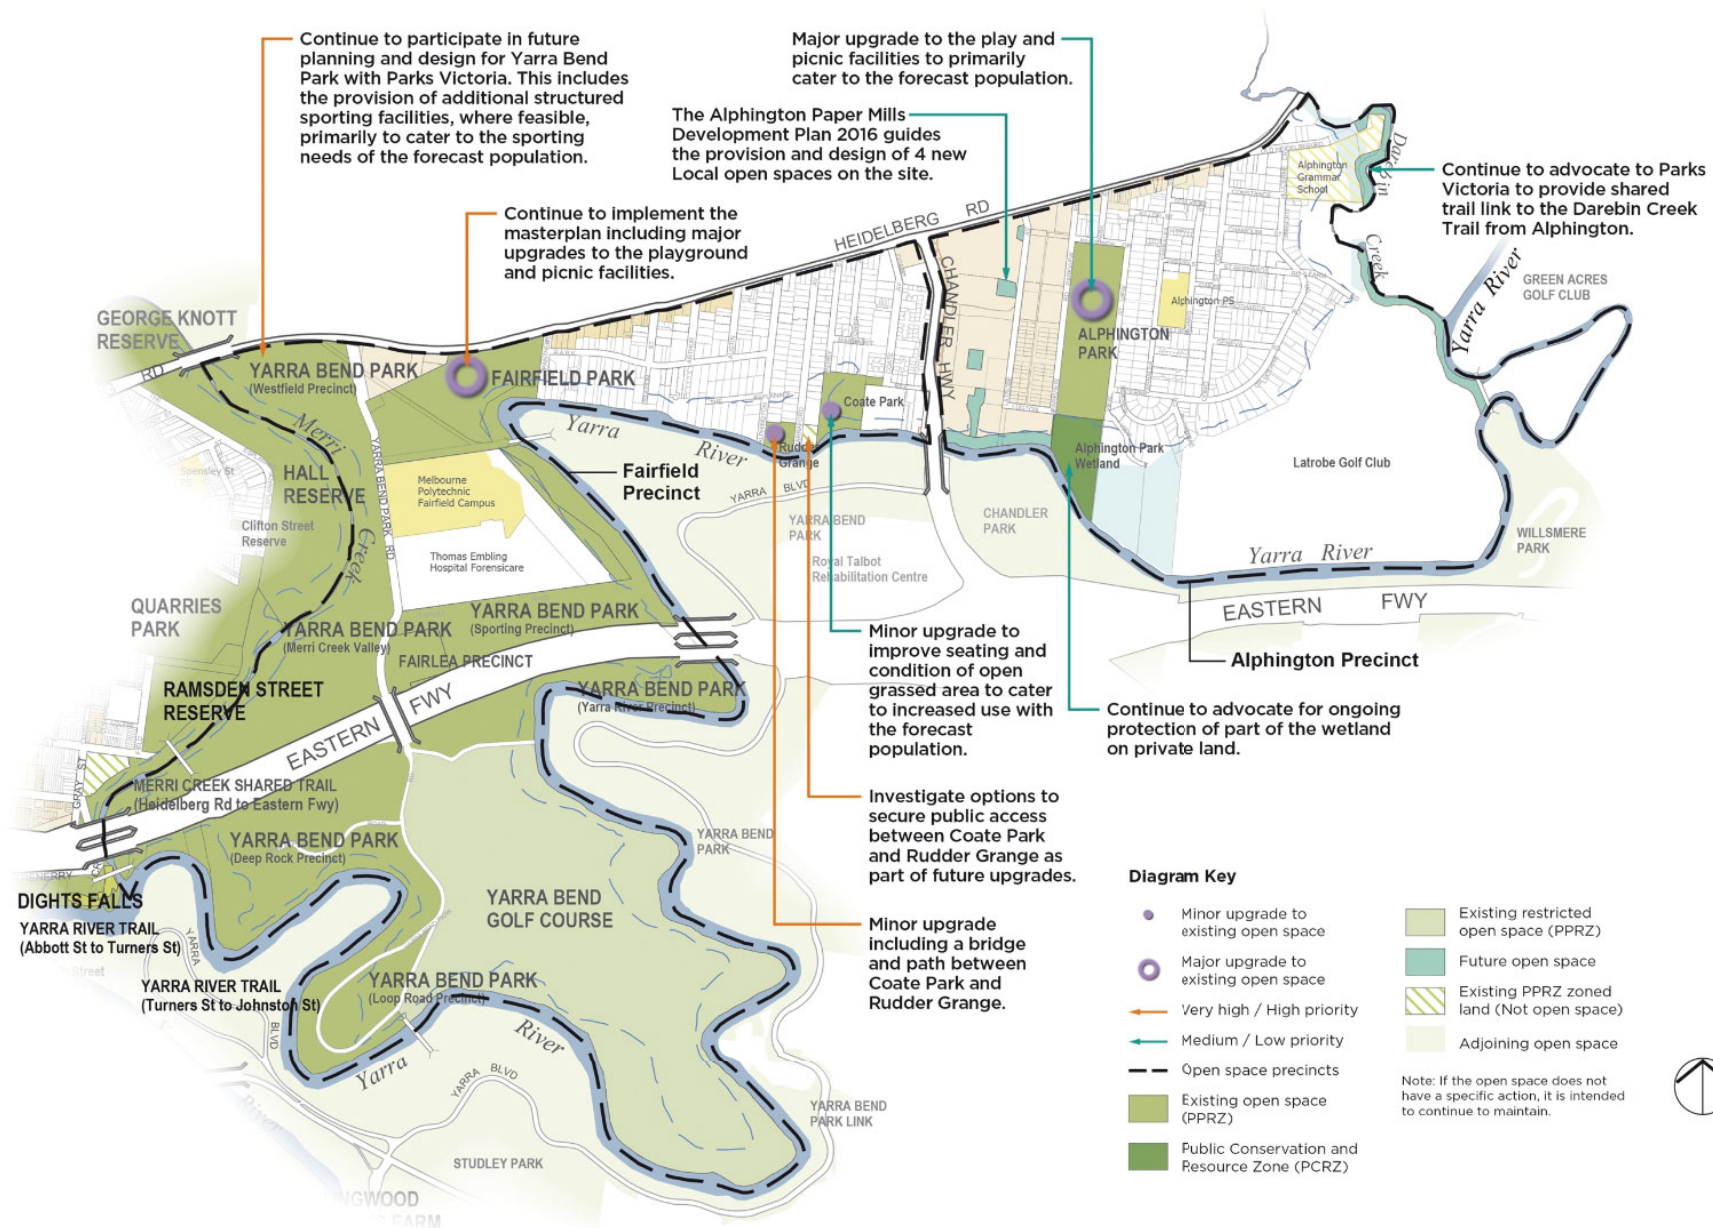 Continue to participate in future
planning and design for Yarra Bend
Park with Parks Victoria. This includes
the provision of additional structured
sporting facilities, where feasible,
primarily to cater to the sporting
needs of the forecast population.
Major upgrade to the play and
picnic facilities to primarily
cater to the forecast population.
The Alphington Paper Mills
Development Plan 2016 guides
the provision and design of 4 new
Local open spaces on the site.
Continue to implement the
masterplan including major
upgrades to the playground
and picnic facilities.
Continue to advocate to Parks
Victoria to provide shared
trail link to the Darebin Creek
Trail from Alphington.
HEIDELBERG RD
CHANDLER HWY
Alphington
Grammar
School
Darebin
Creek
Yarra River
GREEN ACRES
GOLF CLUB
GEORGE KNOTT
RESERVE
RD
YARRA BEND PARK
(Westfield Precinct)
FAIRFIELD PARK
Alphington PS
ALPHINGTON
PARK
Coate Park
Rudder
Grange
Yarra
River
Merri
Creek
YARRA BEND PARK RD
HALL
RESERVE
Spensley St
PS
Clifton Street
Reserve
Melbourne
Polytechnic
Fairfield Campus
Fairfield
Precinct
YARRA BLVD
YARRA BEND
PARK
CHANDLER
PARK
Alphington Park
Wetland
Latrobe Golf Club
WILLSMERE
PARK
Thomas Embling
Hospital Forensicare
Royal Talbot
Rehabilitation Centre
Yarra River
EASTERN FWY
QUARRIES
PARK
YARRA BEND PARK
(Sporting Precinct)
YARRA BEND PARK
(Merri Creek Valley)
FAIRLEA PRECINCT
Alphington Precinct
Minor upgrade to
improve seating and
condition of open
grassed area to cater
to increased use with
the forecast
population.
RAMSDEN STREET
RESERVE
YARRA BEND PARK
(Yarra River Precinct)
EASTERN FWY
Continue to advocate for ongoing
protection of part of the wetland
on private land.
GRAY ST
MERRI CREEK SHARED TRAIL
(Heidelberg Rd to Eastern Fwy)
Investigate options to
secure public access
between Coate Park
and Rudder Grange as
part of future upgrades.
YARRA BEND PARK
(Deep Rock Precinct)
YARRA BEND
PARK
DIGHTS FALLS
YARRA RIVER TRAIL
(Abbott St to Turners St)
YARRA BEND
GOLF COURSE
Minor upgrade
including a bridge
and path between
Coate Park and
Rudder Grange.
YARRA
BLVD
YARRA RIVER TRAIL
(Turners St to Johnston St)
YARRA BEND PARK
(Loop Road Precinct)
Yarra
River
YARRA BLVD
River
YARRA BEND
PARK LINK
STUDLEY PARK
Diagram Key
Minor upgrade to
existing open space
Major upgrade to
existing open space
Very high / High priority
Medium / Low priority
Open space precincts
Existing open space
(PPRZ)
Public Conservation and
Resource Zone (PCRZ)
Existing restricted
open space (PPRZ)
Future open space
Existing PPRZ zoned
land (Not open space)
Adjoining open space
Note: If the open space does not
have a specific action, it is intended
to continue to maintain.